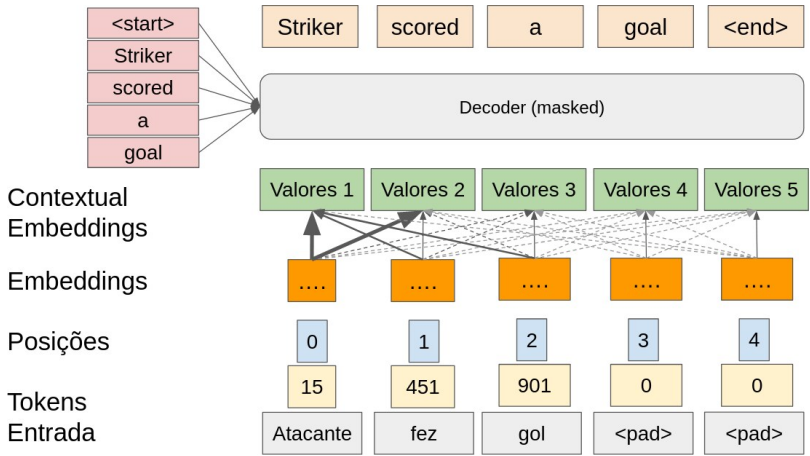 <start> Striker scored a goal <end>
Striker
scored
a
goal
Decoder (masked)
Contextual Embeddings
Valores 1 Valores 2 Valores 3 Valores 4 Valores 5
Embeddings
.... .... .... .... ....
Posições 0 1 2 3 4
Tokens 15 451 901 0 0
Entrada Atacante fez gol <pad> <pad>